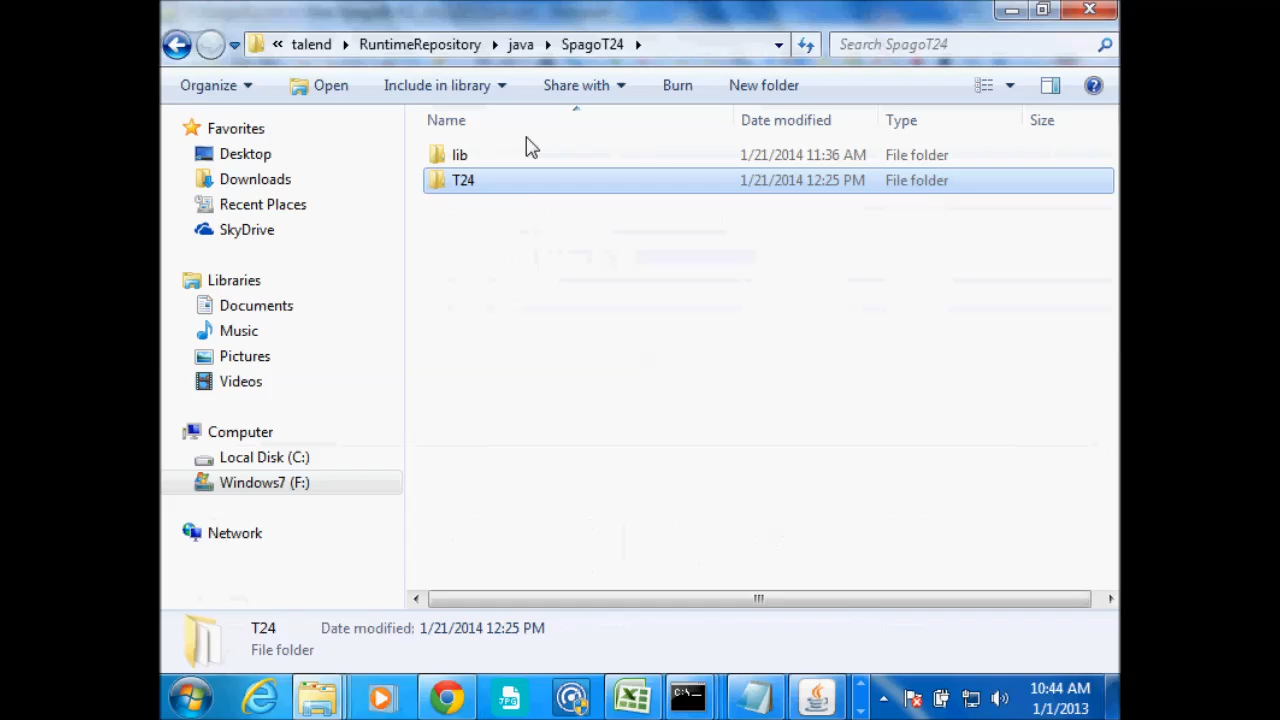 « talend RuntimeRepository java SpagoT24 Search SpagoT24
Organize Open Include in library Share with Burn New folder
Name Date modified Type Size
lib 1/21/2014 11:36 AM File folder
T24 1/21/2014 12:25 PM File folder
Favorites
Desktop
Downloads
Recent Places
SkyDrive
Libraries
Documents
Music
Pictures
Videos
Computer
Local Disk (C:)
Windows7 (F:)
Network
T24 Date modified: 1/21/2014 12:25 PM
File folder
JPG
C:\.
10:44 AM
1/1/2013